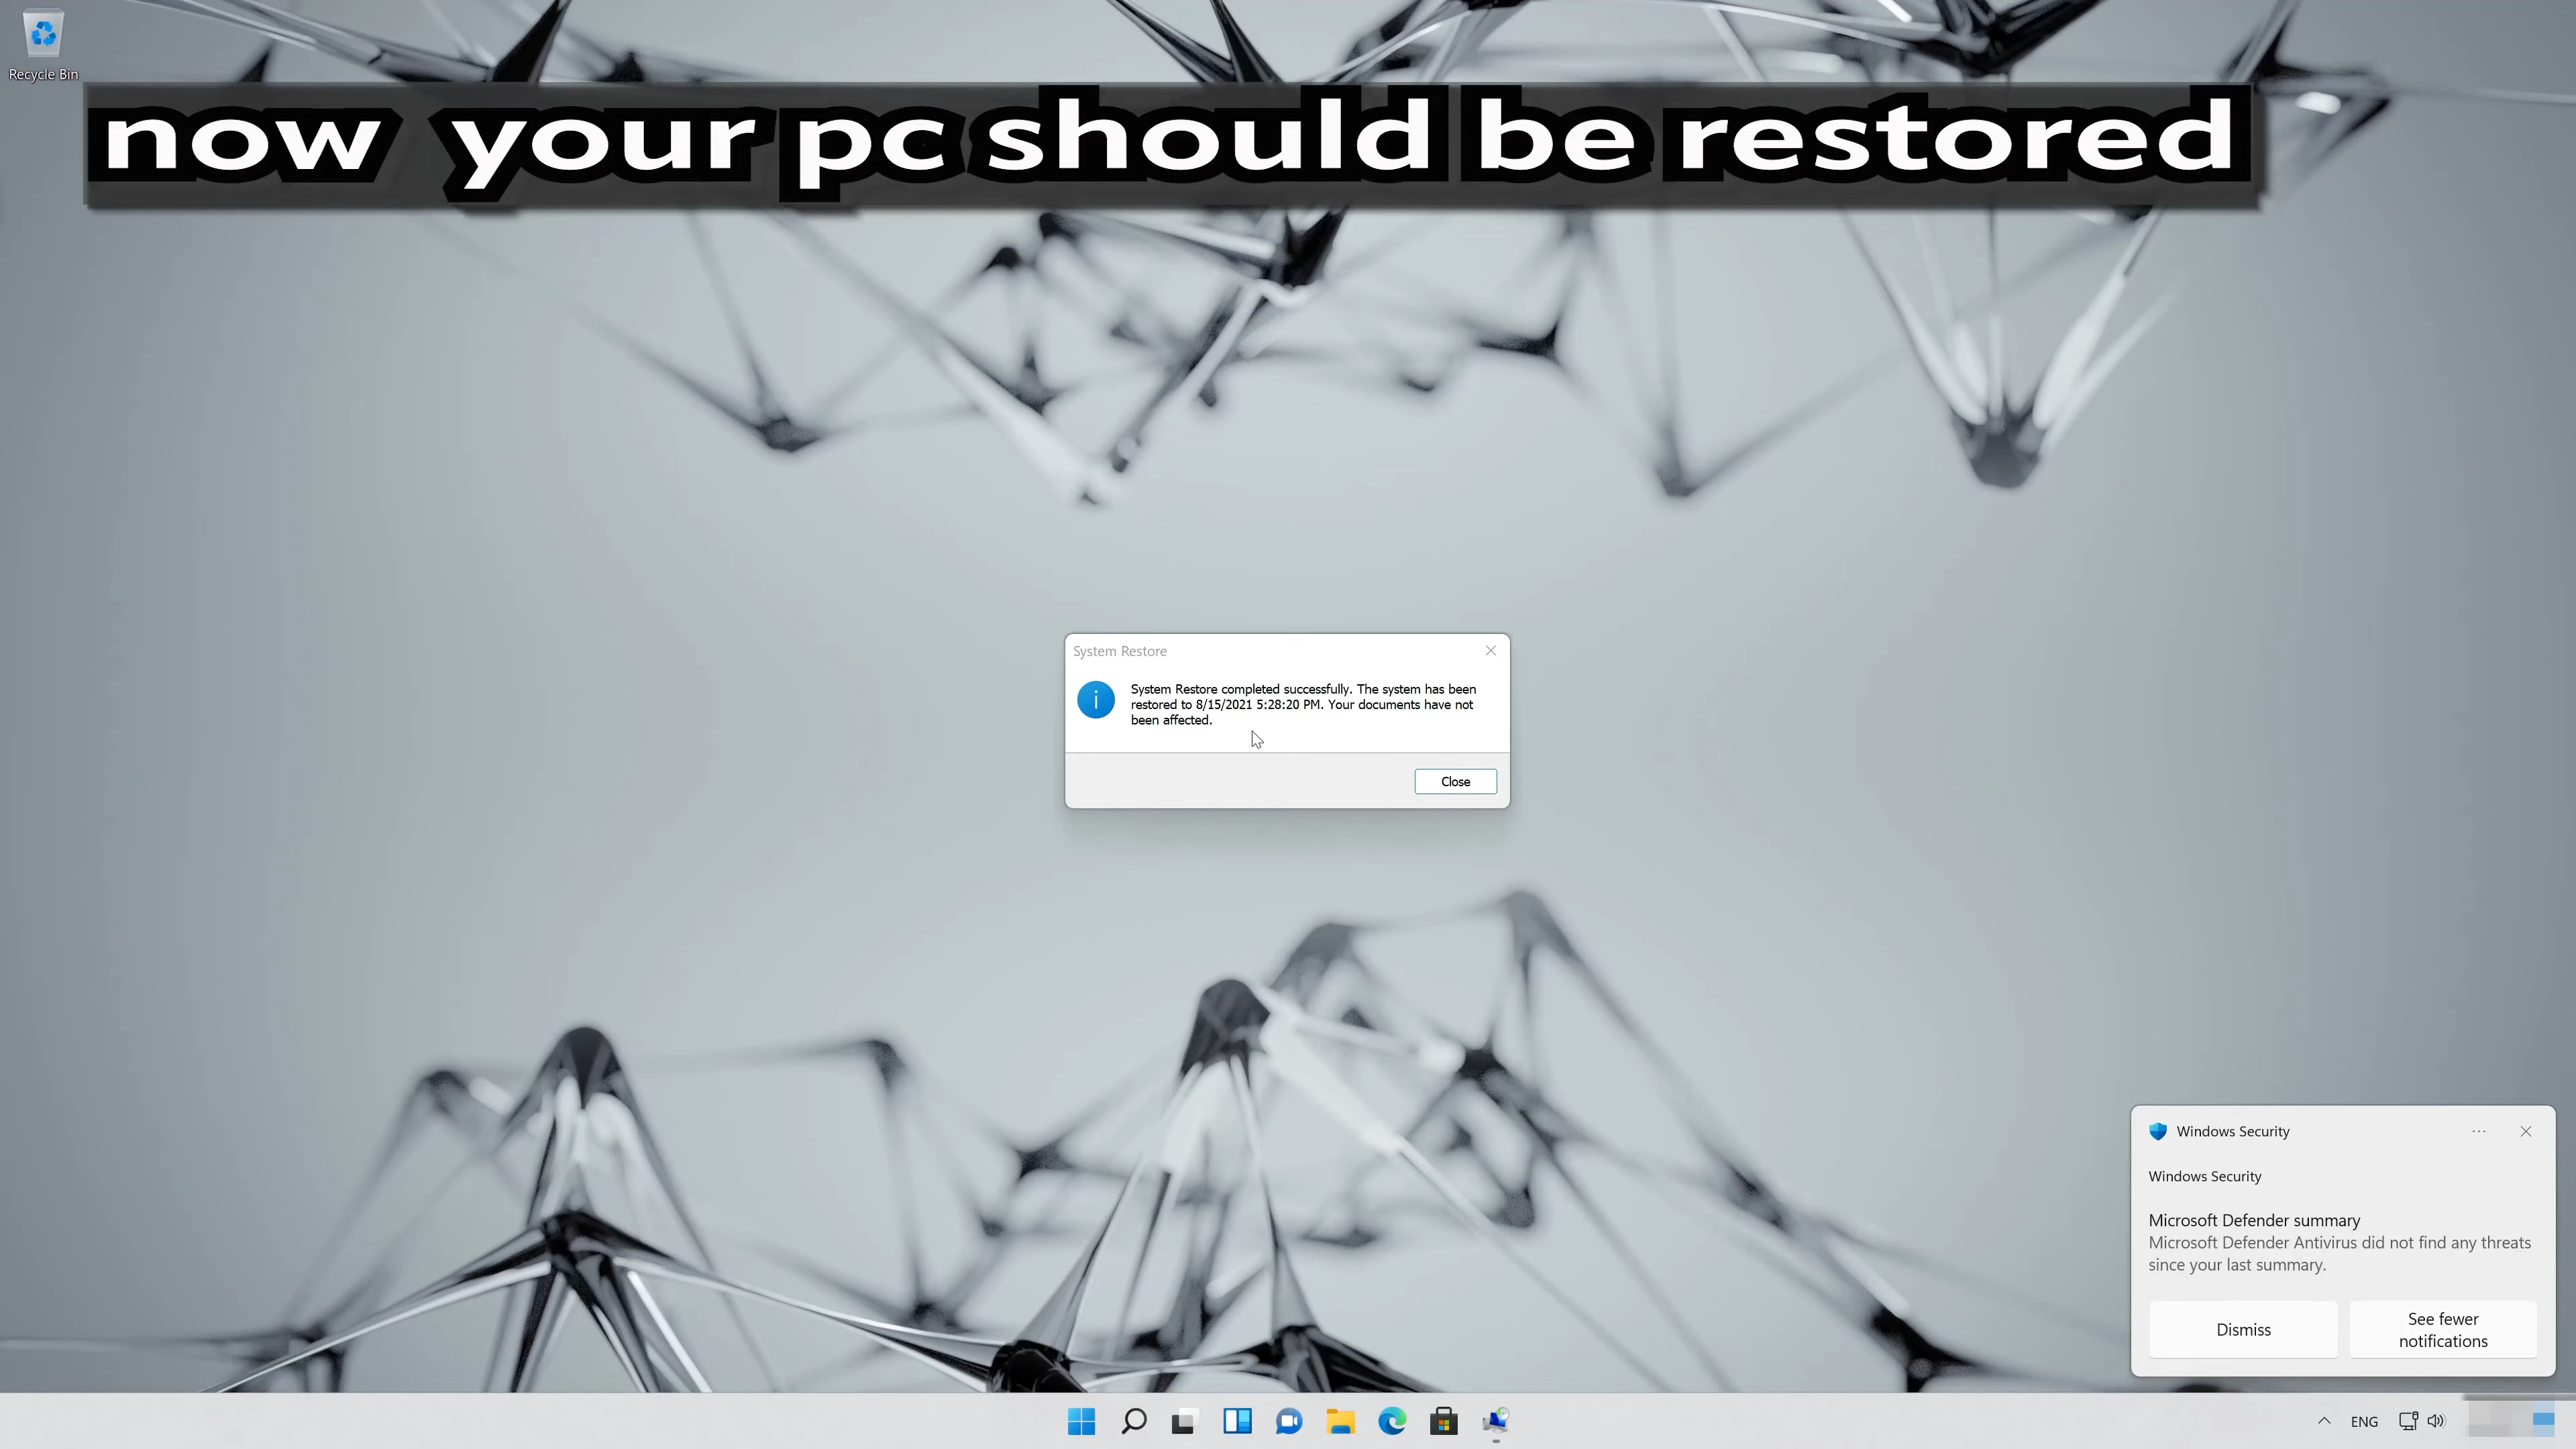 Recycle Bin
now your pc should be restored
System Restore
System Restore completed successfully. The system has been
restored to 8/15/2021 5:28:20 PM. Your documents have not
been affected.
Close
Windows Security
Windows Security
Microsoft Defender summary
Microsoft Defender Antivirus did not find any threats
since your last summary.
Dismiss
See fewer
notifications
ENG